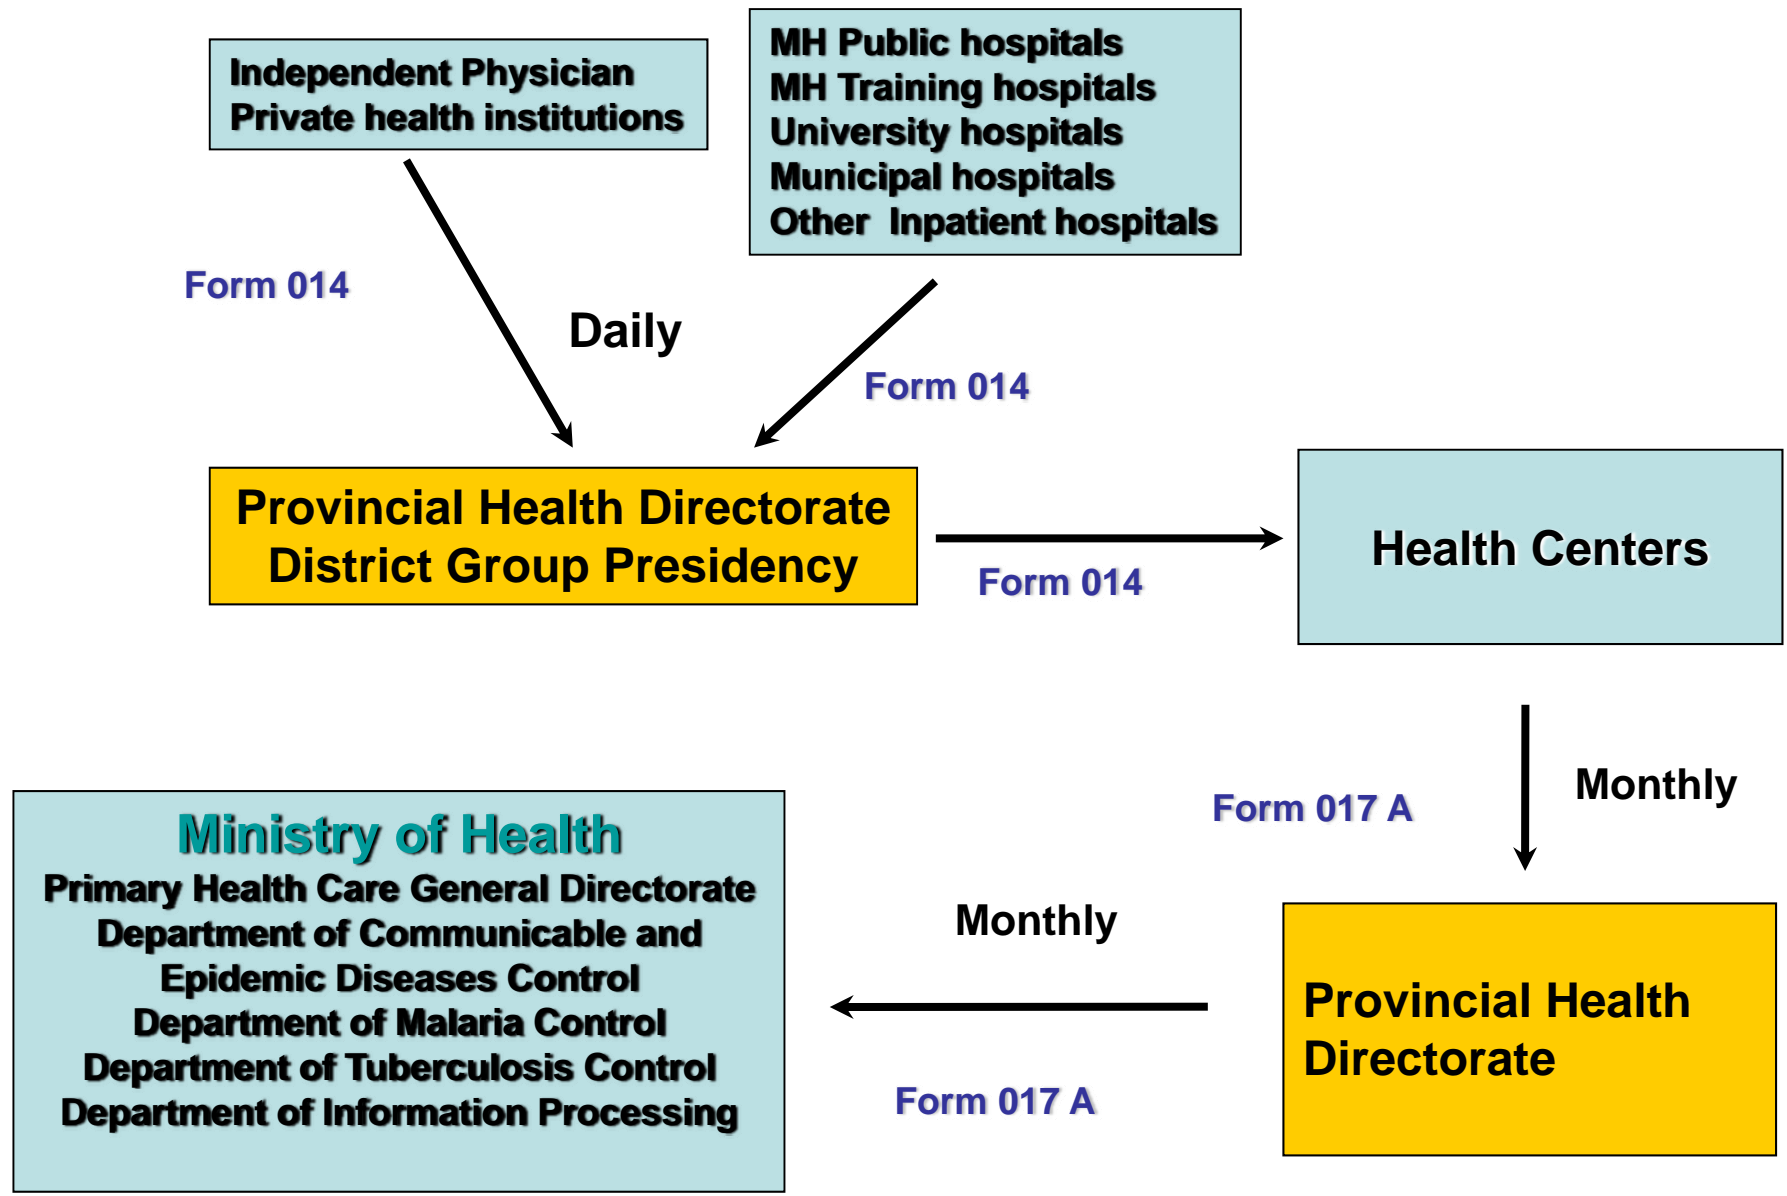 Independent Physician
Private health institutions
MH Public hospitals
MH Training hospitals
University hospitals
Municipal hospitals
Other  Inpatient hospitals
Form 014
Daily
Form 014
Provincial Health Directorate
District Group Presidency
Form 014
Health Centers
Form 017 A
Monthly
Provincial Health
Directorate
Monthly
Form 017 A
Ministry of Health
Primary Health Care General Directorate
Department of Communicable and
Epidemic Diseases Control
Department of Malaria Control
Department of Tuberculosis Control
Department of Information Processing